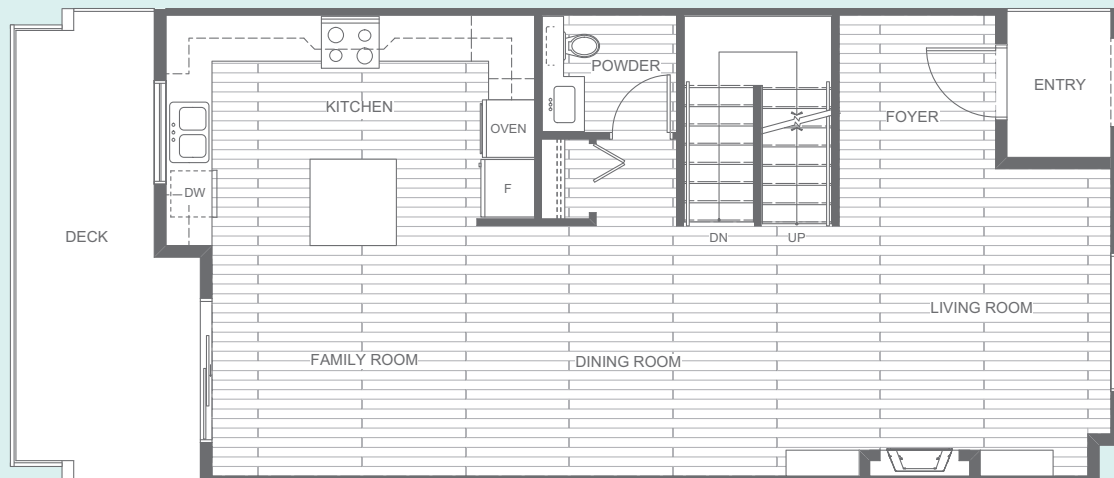 POWDER
ENTRY
KITCHEN
FOYER
OVEN
F
DW
DECK
DN
UP
LIVING ROOM
FAMILY ROOM
DINING ROOM